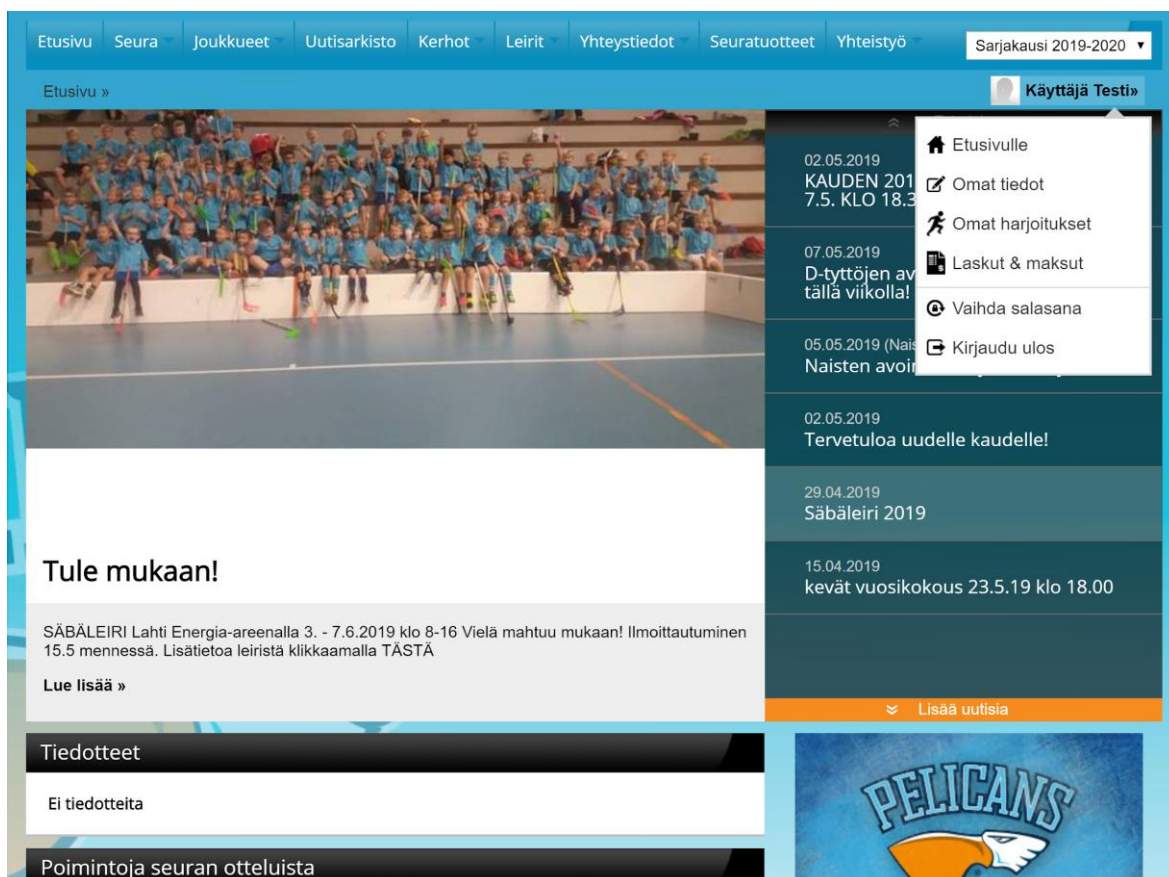 Etusivu Seura Joukkueet Uutisarkisto Kerhot Leirit Yhteystiedot Seuratuotteet Yhteistyö Sarjakausi 2019-2020
Etusivu »
Käyttäjä Testi»
Etusivulle
Omat tiedot
Omat harjoitukset
Laskut & maksut
Vaihda salasana
Kirjaudu ulos
02.05.2019
KAUDEN 201
7.5. KLO 18.3
07.05.2019
D-tyttöjen av
tällä viikolla!
05.05.2019 (Nais
Naisten avoi
02.05.2019
Tervetuloa uudelle kaudelle!
29.04.2019
Säbäleiri 2019
15.04.2019
kevät vuosikokous 23.5.19 klo 18.00
Lisää uutisia
Tule mukaan!
SÄBÄLEIRI Lahti Energia-areenalla 3. - 7.6.2019 klo 8-16 Vielä mahtuu mukaan! Ilmoittautuminen
15.5 mennessä. Lisätietoa leiristä klikkaamalla TÄSTÄ
Lue lisää »
Tiedotteet
Ei tiedotteita
Poimintoja seuran otteluista
PELICANS